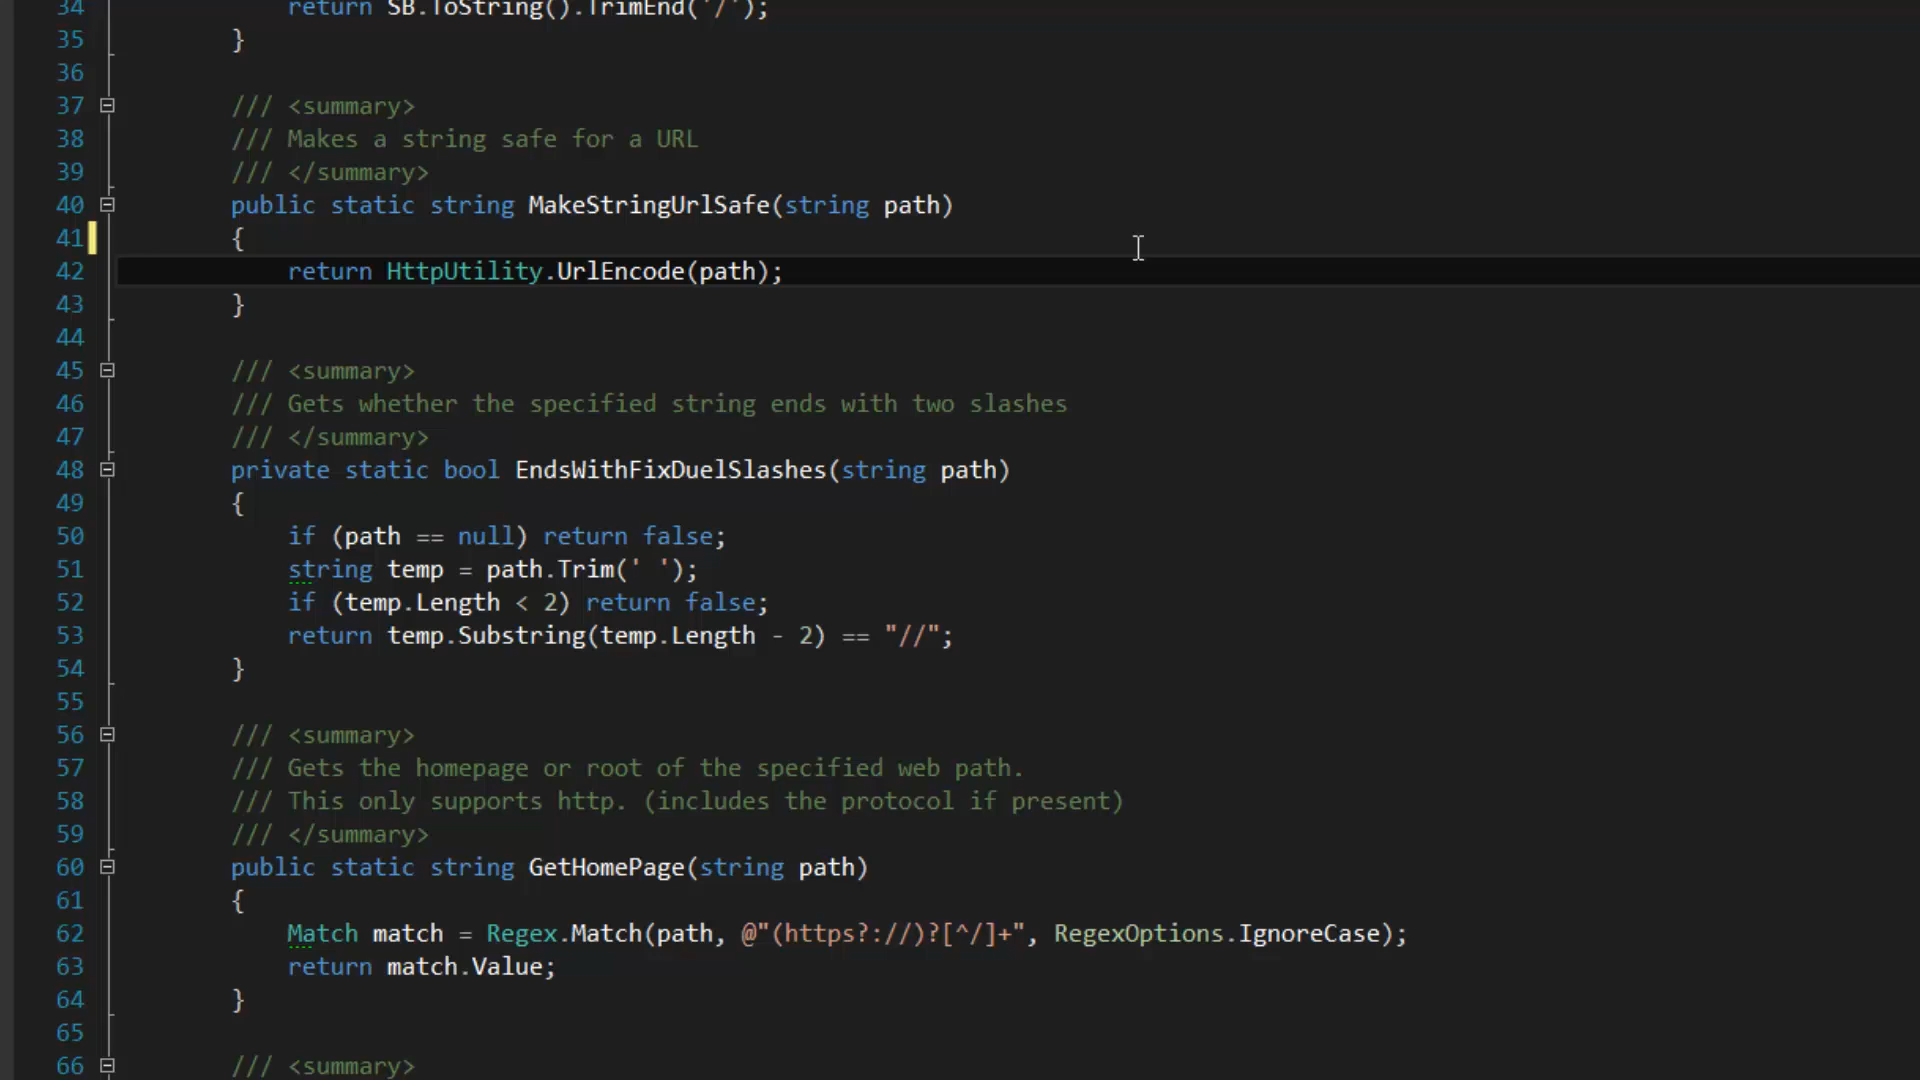 34 return SB.ToString().TrimEnd('/');
35 }
36
37 /// <summary>
38 /// Makes a string safe for a URL
39 /// </summary>
40 public static string MakeStringUrlSafe(string path)
41 {
42 return HttpUtility.UrlEncode(path);
43 }
44
45 /// <summary>
46 /// Gets whether the specified string ends with two slashes
47 /// </summary>
48 private static bool EndsWithFixDuelSlashes(string path)
49 {
50 if (path == null) return false;
51 string temp = path.Trim(' ');
52 if (temp.Length < 2) return false;
53 return temp.Substring(temp.Length - 2) == "//";
54 }
55
56 /// <summary>
57 /// Gets the homepage or root of the specified web path.
58 /// This only supports http. (includes the protocol if present)
59 /// </summary>
60 public static string GetHomePage(string path)
61 {
62 Match match = Regex.Match(path, @"(https?://)?[^/]+", RegexOptions.IgnoreCase);
63 return match.Value;
64 }
65
66 /// <summary>